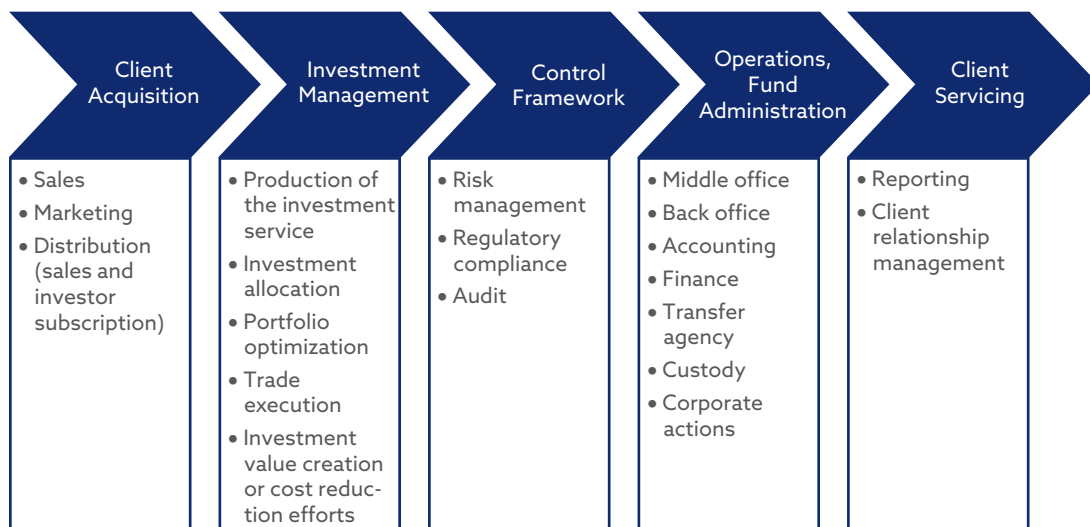 Client
Acquisition
• Sales
• Marketing
• Distribution
(sales and
investor
subscription)
Investment
Management
• Production of
the investment
service
• Investment
allocation
• Portfolio
optimization
• Trade
execution
• Investment
value creation
or cost reduc-
tion efforts
Control
Framework
• Risk
management
• Regulatory
compliance
• Audit
Operations,
Fund
Administration
• Middle office
• Back office
• Accounting
• Finance
• Transfer
agency
• Custody
• Corporate
actions
Client
Servicing
• Reporting
• Client
relationship
management